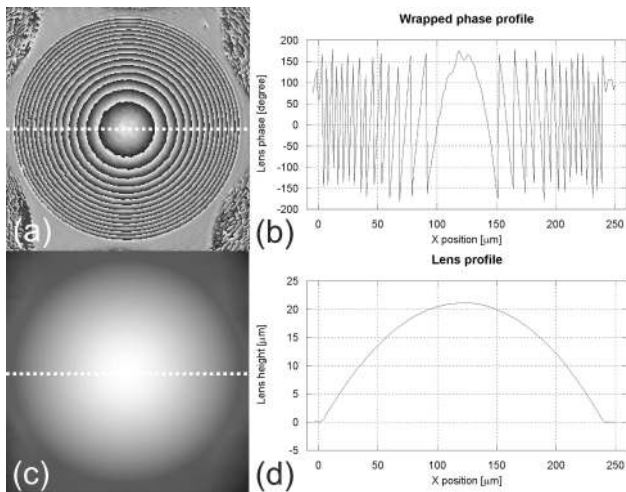 (a)
Wrapped phase profile
Lens phase [degree]
200
150
100
50
0
-50
-100
-150
-200
0 50 100 150 200 250
X position [µm]
(b)
(c)
Lens profile
Lens height [µm]
25
20
15
10
5
0
-5
0 50 100 150 200 250
X position [µm]
(d)